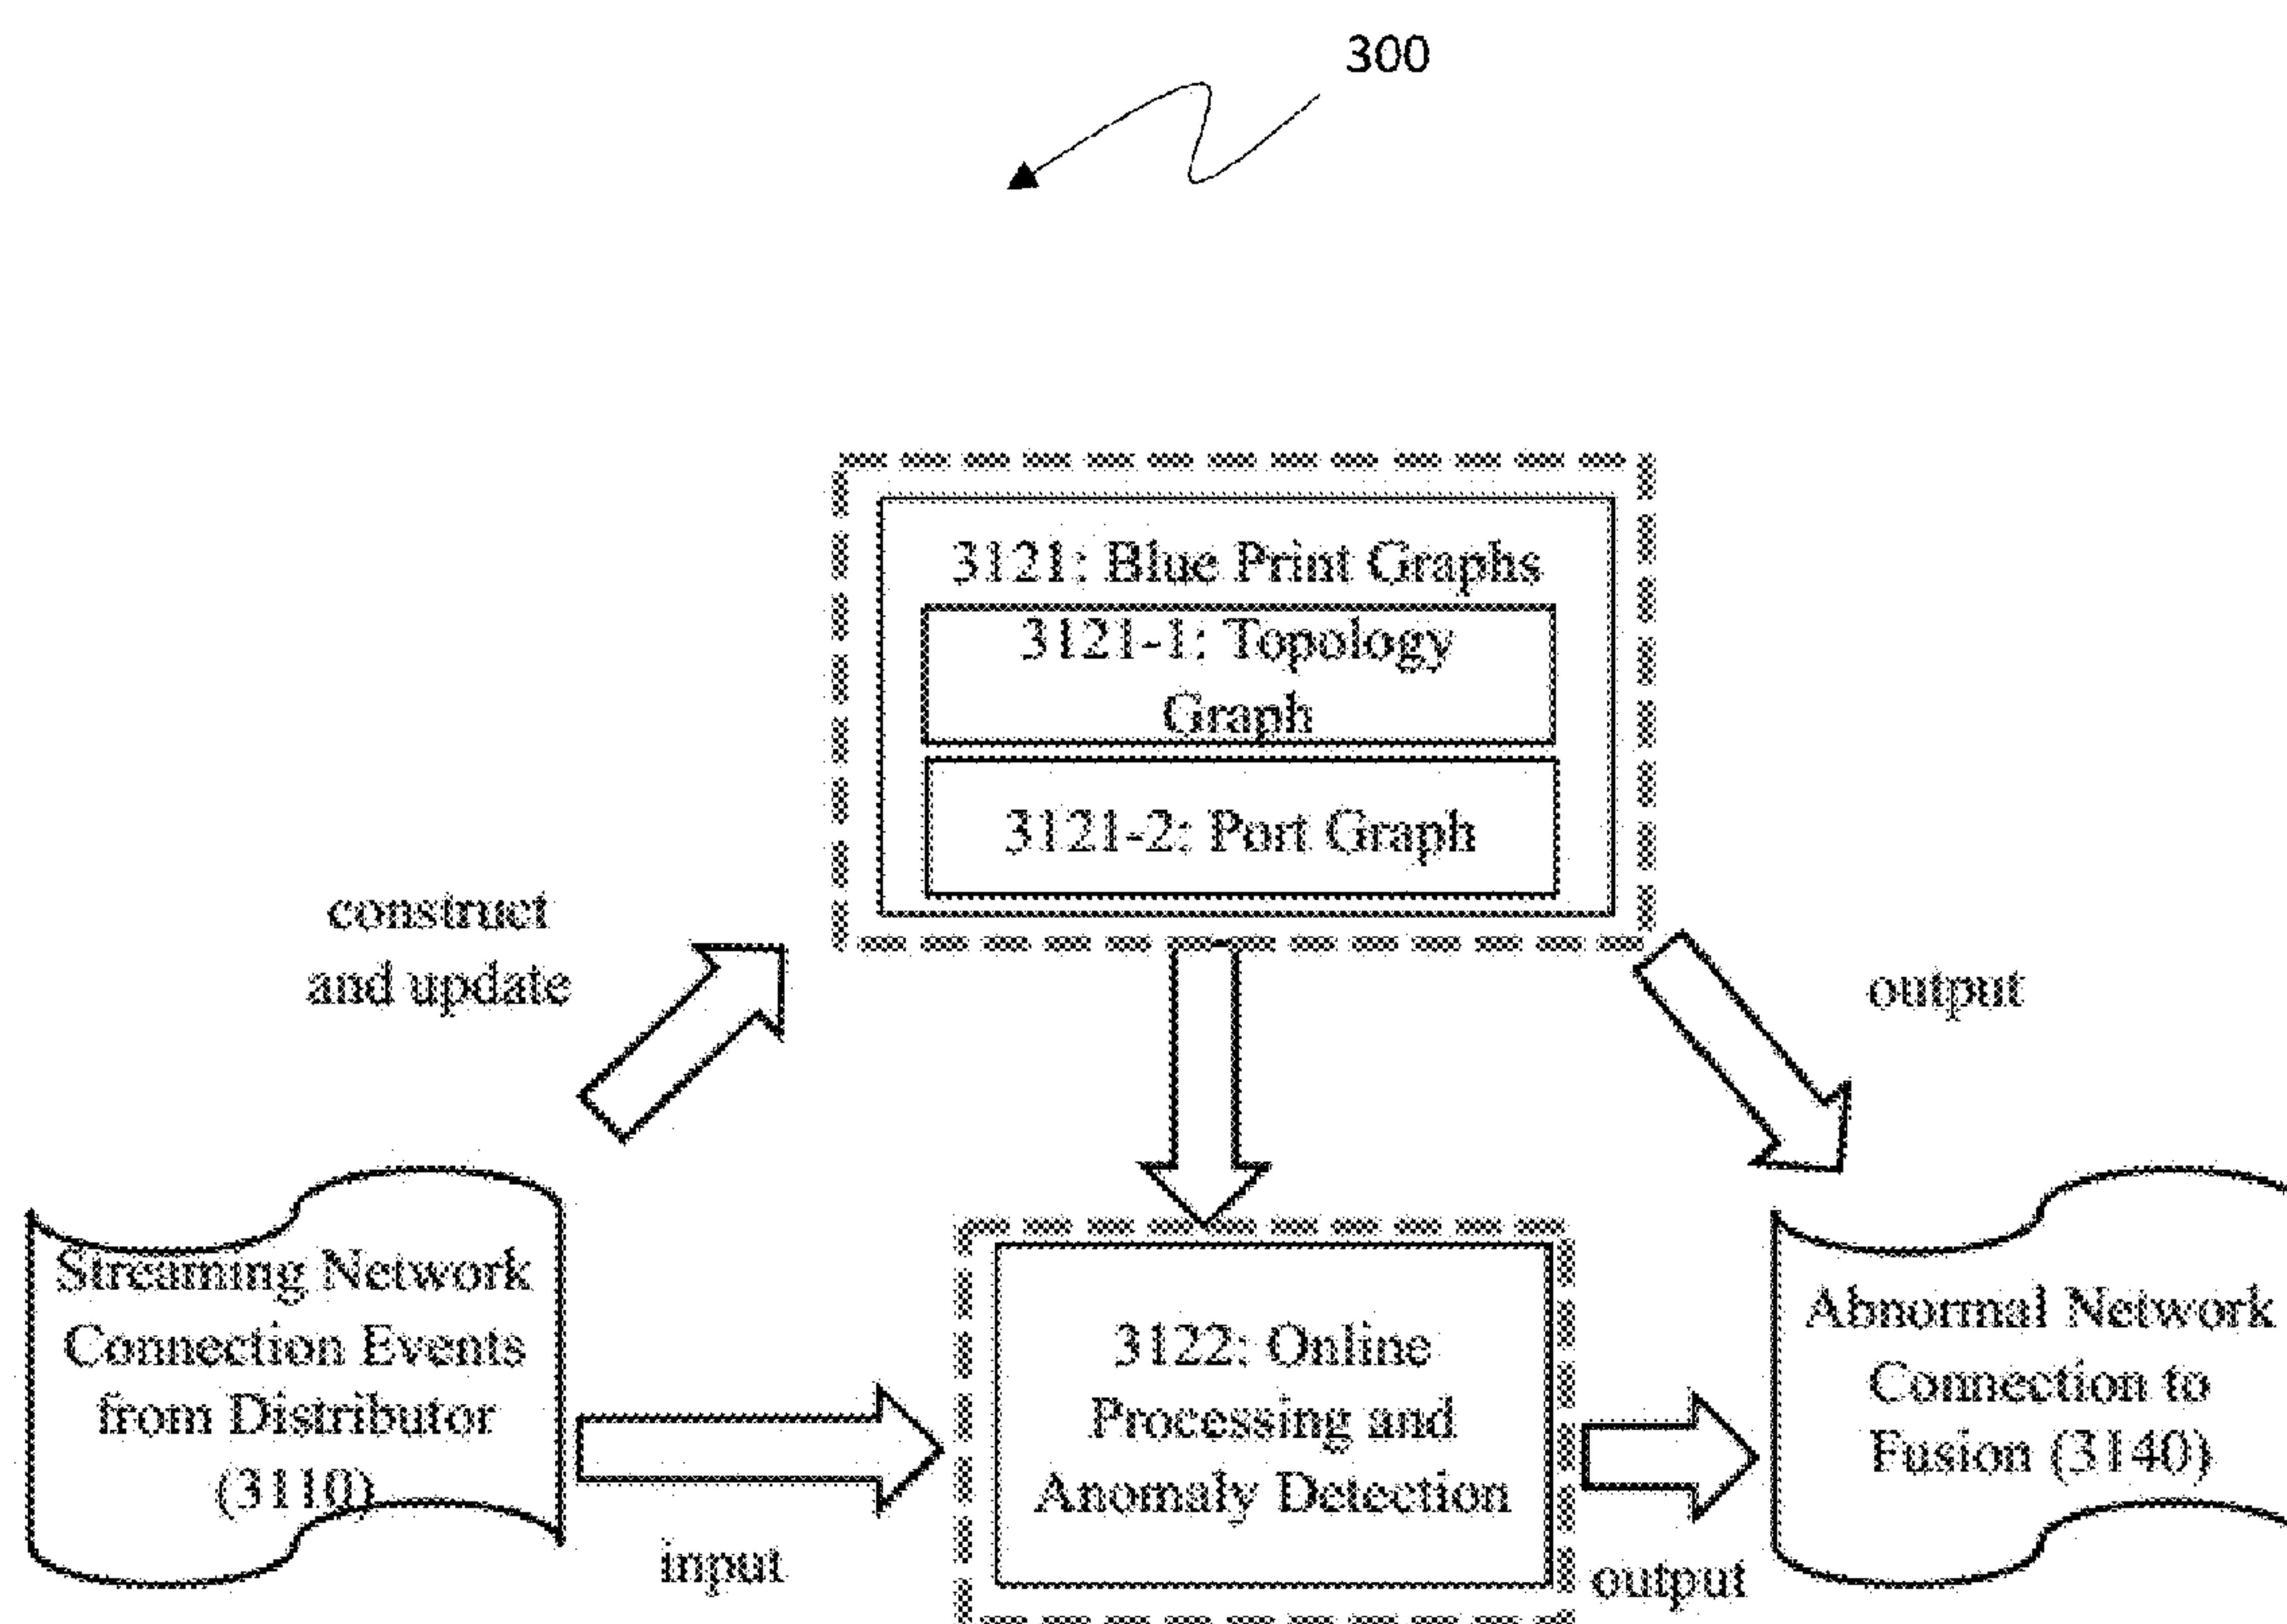 300
3121: Blue Print Graphs
3121-1: Topology
Graph
3121-2: Port Graph
construct
and update
output
Streaming Network
Connection Events
from Distributor
(3110)
input
3122: Online
Processing and
Anomaly Detection
output
Abnormal Network
Connection to
Fusion (3140)